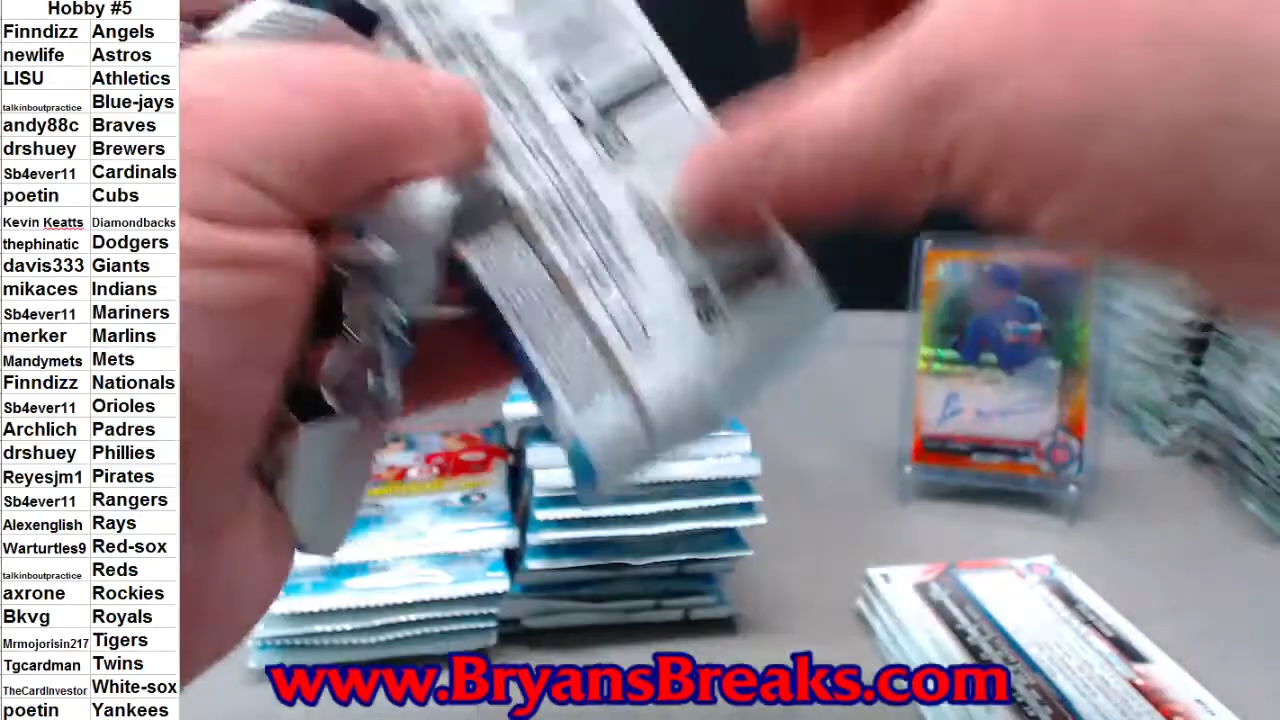 Hobby #5
Finndizz Angels
newlife Astros
LISU Athletics
talkinboutpractice Blue-jays
andy88c Braves
drshuey Brewers
Sb4ever11 Cardinals
poetin Cubs
Kevin Keatts Diamondbacks
thephinatic Dodgers
davis333 Giants
mikaces Indians
Sb4ever11 Mariners
merker Marlins
Mandymets Mets
Finndizz Nationals
Sb4ever11 Orioles
Archlich Padres
drshuey Phillies
Reyesjm1 Pirates
Sb4ever11 Rangers
Alexenglish Rays
Warturtles9 Red-sox
talkinboutpractice Reds
axrone Rockies
Bkvg Royals
Mrmojorisin217 Tigers
Tgcardman Twins
TheCardInvestor White-sox
poetin Yankees
www.BryansBreaks.com